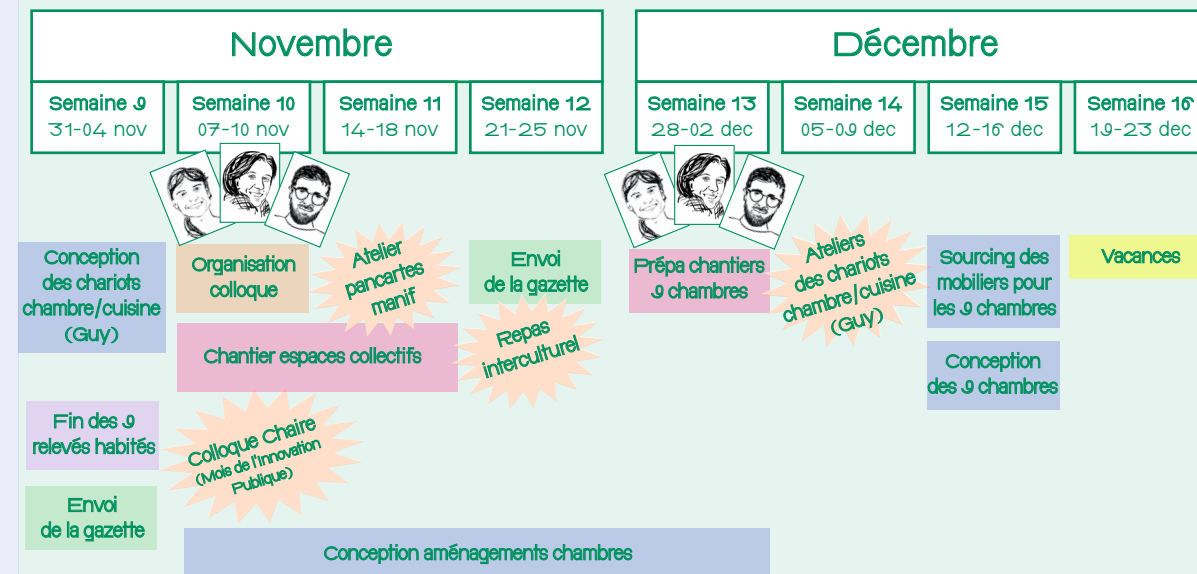 Novembre
Décembre
Semaine 9
31-04 nov
Semaine 10
07-10 nov
Semaine 11
14-18 nov
Semaine 12
21-25 nov
Semaine 13
28-02 dec
Semaine 14
05-09 dec
Semaine 15
12-16 dec
Semaine 16
19-23 dec
Conception
des chariots
chambre/cuisine
(Guy)
Organisation
colloque
Atelier
pancartes
manif
Envoi
de la gazette
Prépa chantiers
9 chambres
Ateliers
des chariots
chambre/cuisine
(Guy)
Sourcing des
mobiliers pour
les 9 chambres
Vacances
Chantier espaces collectifs
Repas
interculturel
Conception
des 9 chambres
Fin des 9
relevés habités
Colloque Chaire
(Mois de l'Innovation
Publique)
Envoi
de la gazette
Conception aménagements chambres